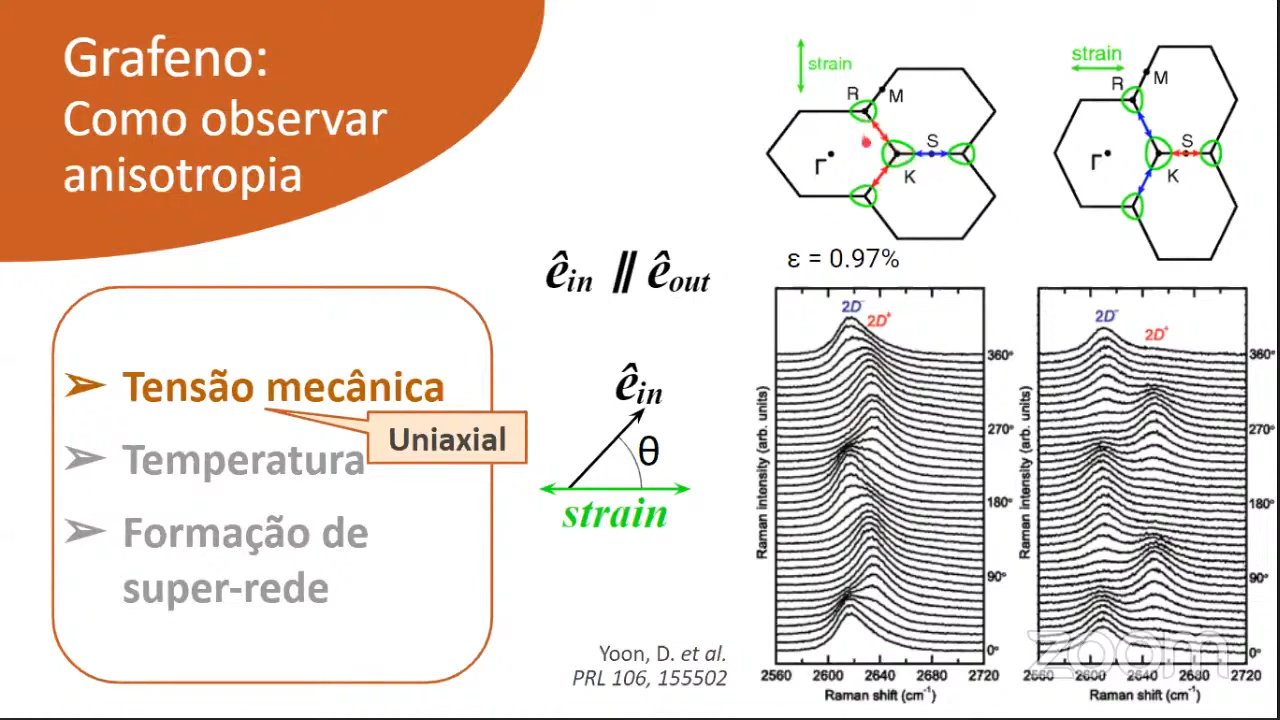 Grafeno:
Como observar
anisotropia
➢ Tensão mecânica
Uniaxial
➢ Temperatura
➢ Formação de
super-rede
ê_in ∥ ê_out
ê_in
θ
strain
Yoon, D. et al.
PRL 106, 155502
strain
R
M
S
Γ
K
strain
R
M
S
Γ
K
ε = 0.97%
2D⁻
2D⁺
360°
270°
180°
90°
0°
Raman intensity (arb. units)
2560 2600 2640 2680 2720
Raman shift (cm⁻¹)
2D⁻
2D⁺
360°
270°
180°
90°
0°
Raman intensity (arb. units)
2560 2600 2640 2680 2720
Raman shift (cm⁻¹)
zoom